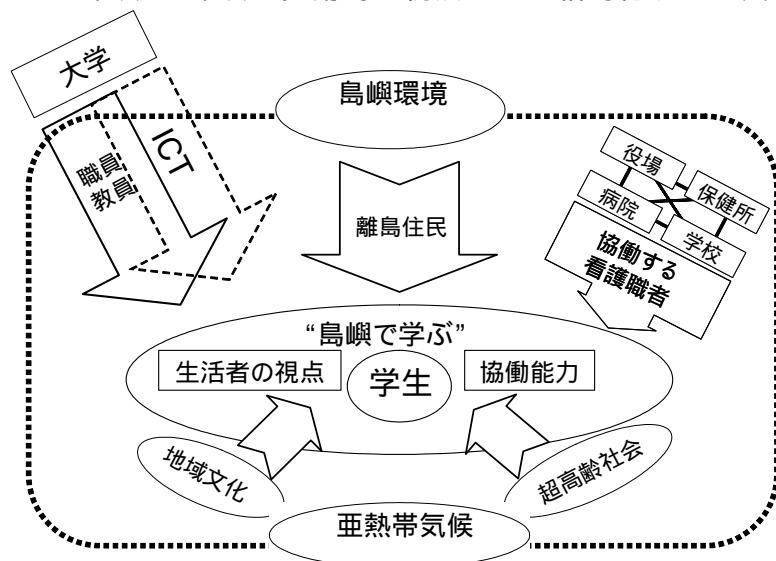 大学
島嶼環境
ICT
職員
教員
離島住民
役場
保健所
病院
学校
協働する
看護職者
“島嶼で学ぶ”
生活者の視点
学生
協働能力
地域文化
超高齢社会
亜熱帯気候